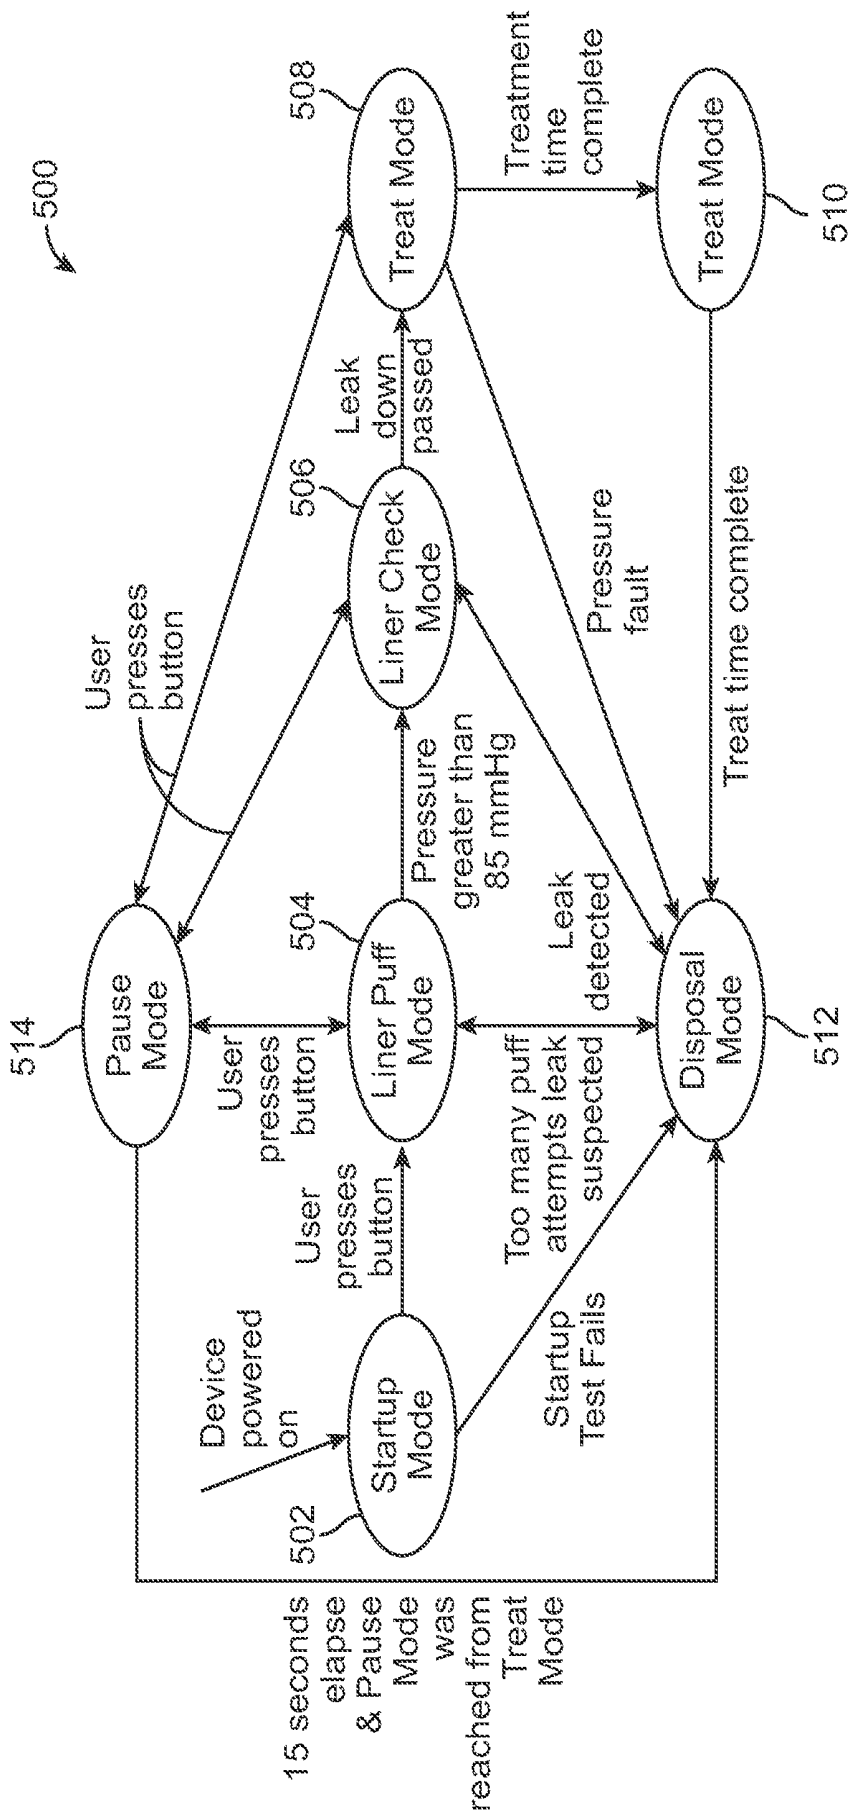 500
514
Pause
Mode
User
presses
button
15 seconds
elapse
& Pause
Mode
was
reached from
Treat
Mode
Device
powered
on
502
Startup
Mode
User
presses
button
User
presses
button
504
Liner Puff
Mode
Pressure
greater than
85 mmHg
506
Liner Check
Mode
Leak
down
passed
508
Treat Mode
Treatment
time
complete
Startup
Test Fails
Too many puff
attempts leak
suspected
Leak
detected
Pressure
fault
Disposal
Mode
512
Treat time complete
Treat Mode
510